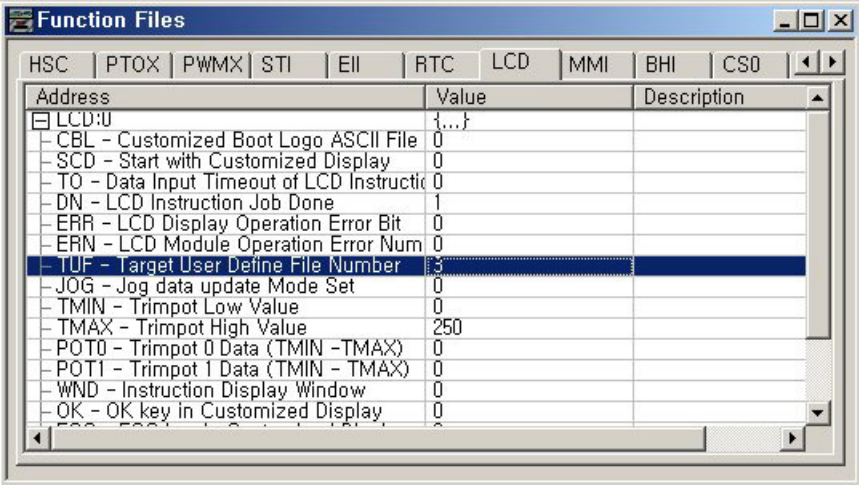 Function Files
HSC PTOX PWMX STI EII RTC LCD MMI BHI CS0
Address Value Description
LCD:0 {...}
CBL - Customized Boot Logo ASCII File 0
SCD - Start with Customized Display 0
TO - Data Input Timeout of LCD Instructi 0
DN - LCD Instruction Job Done 1
ERR - LCD Display Operation Error Bit 0
ERN - LCD Module Operation Error Num 0
TUF - Target User Define File Number 3
JOG - Jog data update Mode Set 0
TMIN - Trimpot Low Value 0
TMAX - Trimpot High Value 250
POT0 - Trimpot 0 Data (TMIN -TMAX) 0
POT1 - Trimpot 1 Data (TMIN - TMAX) 0
WND - Instruction Display Window 0
OK - OK key in Customized Display 0